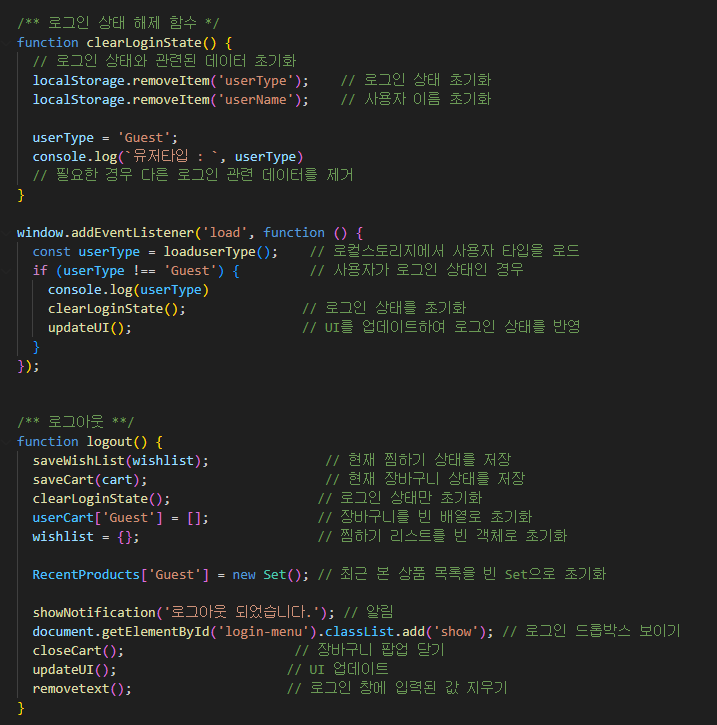 /** 로그인 상태 해제 함수 */
function clearLoginState() {
  // 로그인 상태와 관련된 데이터 초기화
  localStorage.removeItem('userType');    // 로그인 상태 초기화
  localStorage.removeItem('userName');    // 사용자 이름 초기화

  userType = 'Guest';
  console.log(`유저타입 : `, userType)
  // 필요한 경우 다른 로그인 관련 데이터를 제거
}

window.addEventListener('load', function () {
  const userType = loaduserType();    // 로컬스토리지에서 사용자 타입을 로드
  if (userType !== 'Guest') {         // 사용자가 로그인 상태인 경우
    console.log(userType)
    clearLoginState();               // 로그인 상태를 초기화
    updateUI();                      // UI를 업데이트하여 로그인 상태를 반영
  }
});

/** 로그아웃 **/
function logout() {
  saveWishList(wishlist);               // 현재 찜하기 상태를 저장
  saveCart(cart);                       // 현재 장바구니 상태를 저장
  clearLoginState();                   // 로그인 상태만 초기화
  userCart['Guest'] = [];              // 장바구니를 빈 배열로 초기화
  wishlist = {};                       // 찜하기 리스트를 빈 객체로 초기화

  RecentProducts['Guest'] = new Set(); // 최근 본 상품 목록을 빈 Set으로 초기화

  showNotification('로그아웃 되었습니다.'); // 알림
  document.getElementById('login-menu').classList.add('show'); // 로그인 드롭박스 보이기
  closeCart();                      // 장바구니 팝업 닫기
  updateUI();                      // UI 업데이트
  removetext();                    // 로그인 창에 입력된 값 지우기
}